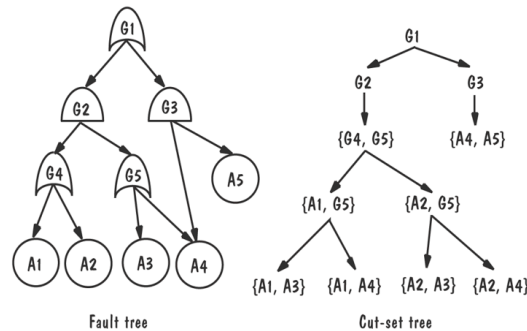 G1
G2
G3
G4
G5
A5
A1
A2
A3
A4
Fault tree
G1
G2
G3
{G4, G5}
{A4, A5}
{A1, G5}
{A2, G5}
{A1, A3}
{A1, A4}
{A2, A3}
{A2, A4}
Cut-set tree